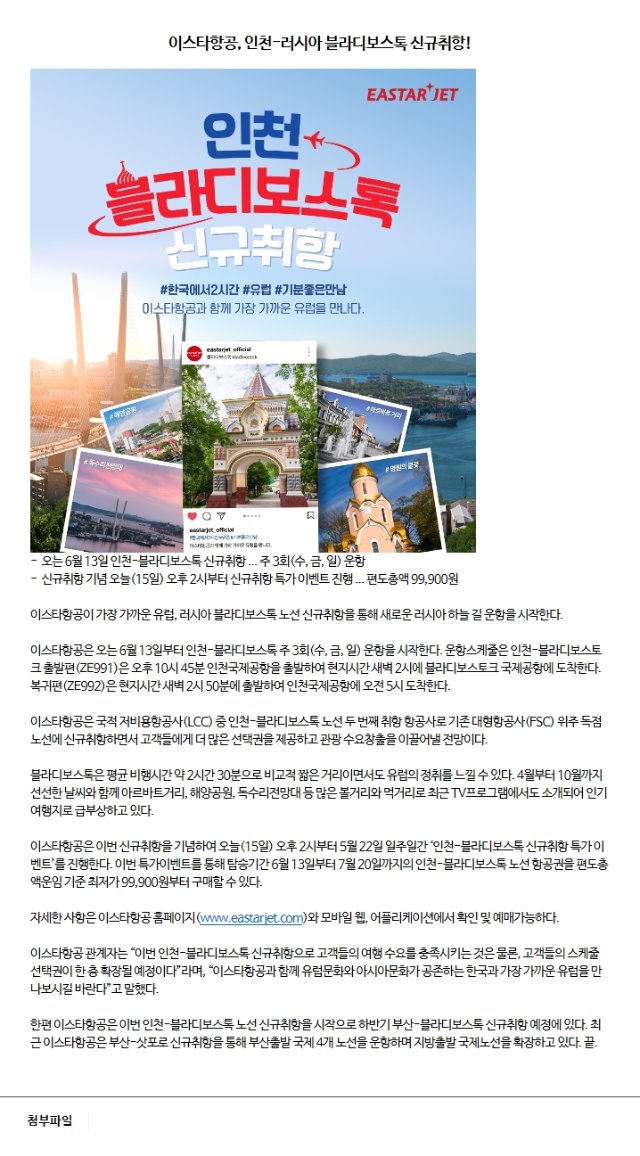 이스타항공, 인천-러시아 블라디보스톡 신규취항!
EASTAR JET
인천
블라디보스톡
신규취항
#한국에서2시간 #유럽 #기분좋은만남
이스타항공과 함께 가장 가까운 유럽을 만나다.
eastarjet_official
블라디보스톡 vladivostok
#해양공원
#아르바트 거리
#독수리전망대
#영원의 불꽃
eastarjet_official
#한국에서2시간 #유럽 #기분좋은만남
이스타항공과 함께 가장 가까운 유럽을 만나다.
- 오는 6월 13일 인천-블라디보스톡 신규취항 … 주 3회(수, 금, 일) 운항
- 신규취항 기념 오늘(15일) 오후 2시부터 신규취항 특가 이벤트 진행 … 편도총액 99,900원
이스타항공이 가장 가까운 유럽, 러시아 블라디보스톡 노선 신규취항을 통해 새로운 러시아 하늘 길 운항을 시작한다.
이스타항공은 오는 6월 13일부터 인천-블라디보스톡 주 3회(수, 금, 일) 운항을 시작한다. 운항스케줄은 인천-블라디보스토
크 출발편(ZE991)은 오후 10시 45분 인천국제공항을 출발하여 현지시간 새벽 2시에 블라디보스토크 국제공항에 도착한다.
복귀편(ZE992)은 현지시간 새벽 2시 50분에 출발하여 인천국제공항에 오전 5시 도착한다.
이스타항공은 국적 저비용항공사(LCC) 중 인천-블라디보스톡 노선 두 번째 취항 항공사로 기존 대형항공사(FSC) 위주 독점
노선에 신규취항하면서 고객들에게 더 많은 선택권을 제공하고 관광 수요창출을 이끌어낼 전망이다.
블라디보스톡은 평균 비행시간 약 2시간 30분으로 비교적 짧은 거리이면서도 유럽의 정취를 느낄 수 있다. 4월부터 10월까지
선선한 날씨와 함께 아르바트거리, 해양공원, 독수리전망대 등 많은 볼거리와 먹거리로 최근 TV프로그램에서도 소개되어 인기
여행지로 급부상하고 있다.
이스타항공은 이번 신규취항을 기념하여 오늘(15일) 오후 2시부터 5월 22일 일주일간 ‘인천-블라디보스톡 신규취항 특가 이
벤트’를 진행한다. 이번 특가이벤트를 통해 탑승기간 6월 13일부터 7월 20일까지의 인천-블라디보스톡 노선 항공권을 편도총
액운임 기준 최저가 99,900원부터 구매할 수 있다.
자세한 사항은 이스타항공 홈페이지(www.eastarjet.com)와 모바일 웹, 어플리케이션에서 확인 및 예매가능하다.
이스타항공 관계자는 “이번 인천-블라디보스톡 신규취항으로 고객들의 여행 수요를 충족시키는 것은 물론, 고객들의 스케줄
선택권이 한 층 확장될 예정이다”라며, “이스타항공과 함께 유럽문화와 아시아문화가 공존하는 한국과 가장 가까운 유럽을 만
나보시길 바란다”고 말했다.
한편 이스타항공은 이번 인천-블라디보스톡 노선 신규취항을 시작으로 하반기 부산-블라디보스톡 신규취항 예정에 있다. 최
근 이스타항공은 부산-삿포로 신규취항을 통해 부산출발 국제 4개 노선을 운항하며 지방출발 국제노선을 확장하고 있다. 끝.
첨부파일